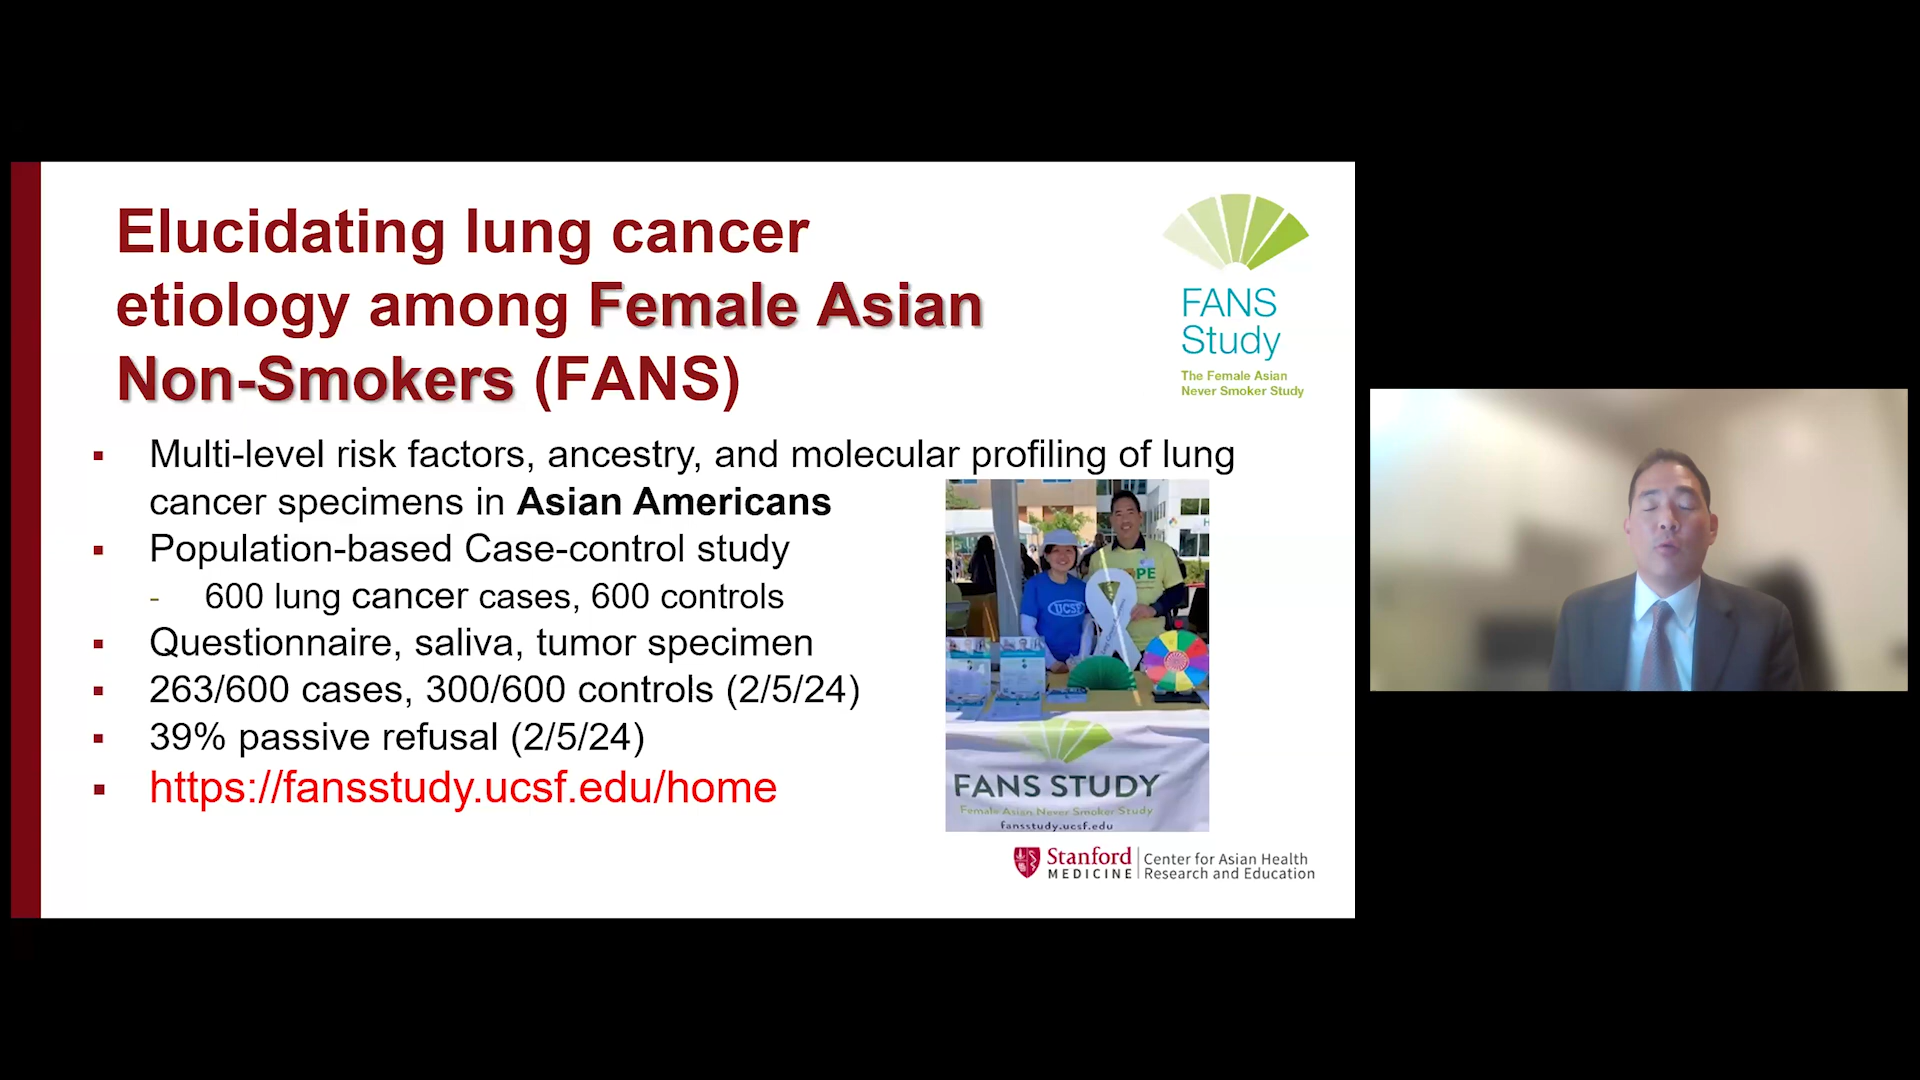 Elucidating lung cancer
etiology among Female Asian
Non-Smokers (FANS)
FANS
Study
The Female Asian
Never Smoker Study
▪ Multi-level risk factors, ancestry, and molecular profiling of lung
cancer specimens in Asian Americans
▪ Population-based Case-control study
- 600 lung cancer cases, 600 controls
▪ Questionnaire, saliva, tumor specimen
▪ 263/600 cases, 300/600 controls (2/5/24)
▪ 39% passive refusal (2/5/24)
▪ https://fansstudy.ucsf.edu/home
UCSF
FANS STUDY
Female Asian Never Smoker Study
fansstudy.ucsf.edu
Stanford
MEDICINE
Center for Asian Health
Research and Education